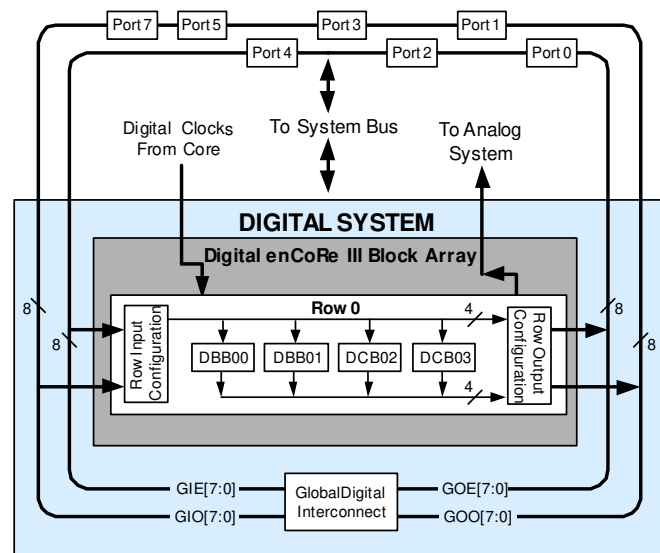 Port 7
Port 5
Port 3
Port 1
Port 4
Port 2
Port 0
Digital Clocks
From Core
To System Bus
To Analog
System
DIGITAL SYSTEM
Digital enCoRe III Block Array
Row 0
Row Input
Configuration
DBB00
DBB01
DCB02
DCB03
4
4
Row Output
Configuration
8
8
8
8
GIE[7:0]
GIO[7:0]
GlobalDigital
Interconnect
GOE[7:0]
GOO[7:0]